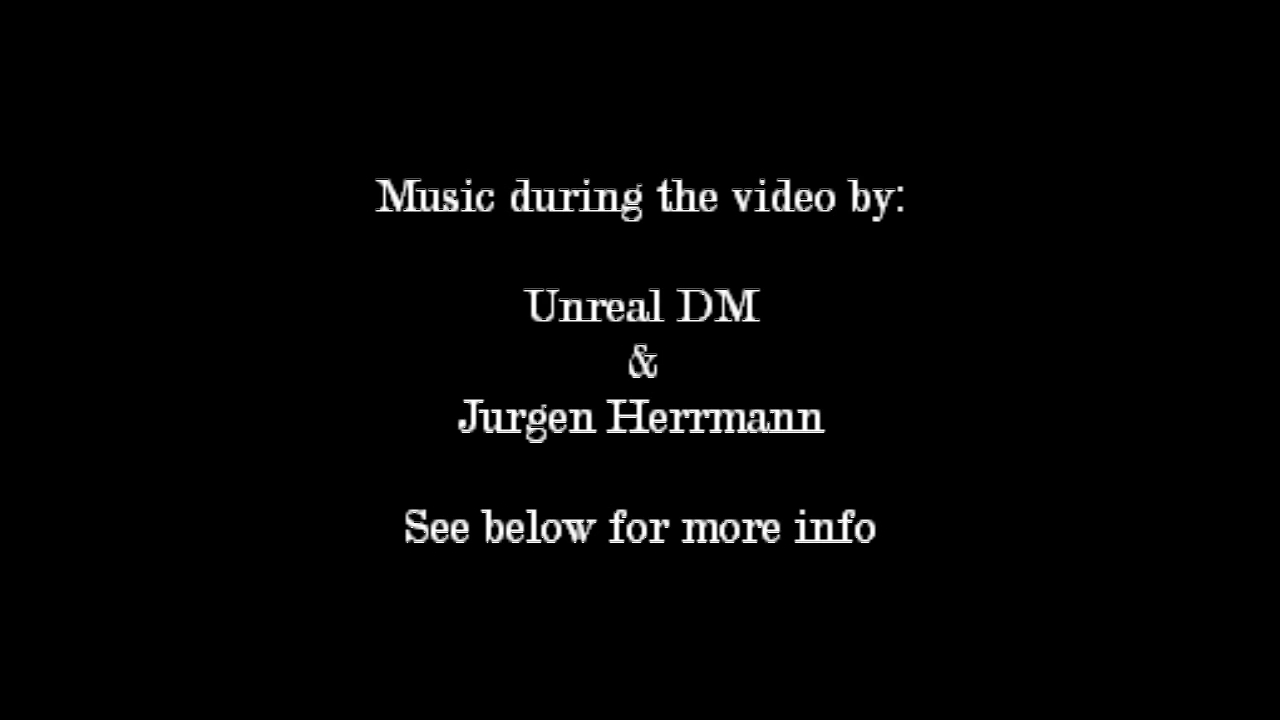 Music during the video by:
Unreal DM
&
Jurgen Herrmann
See below for more info